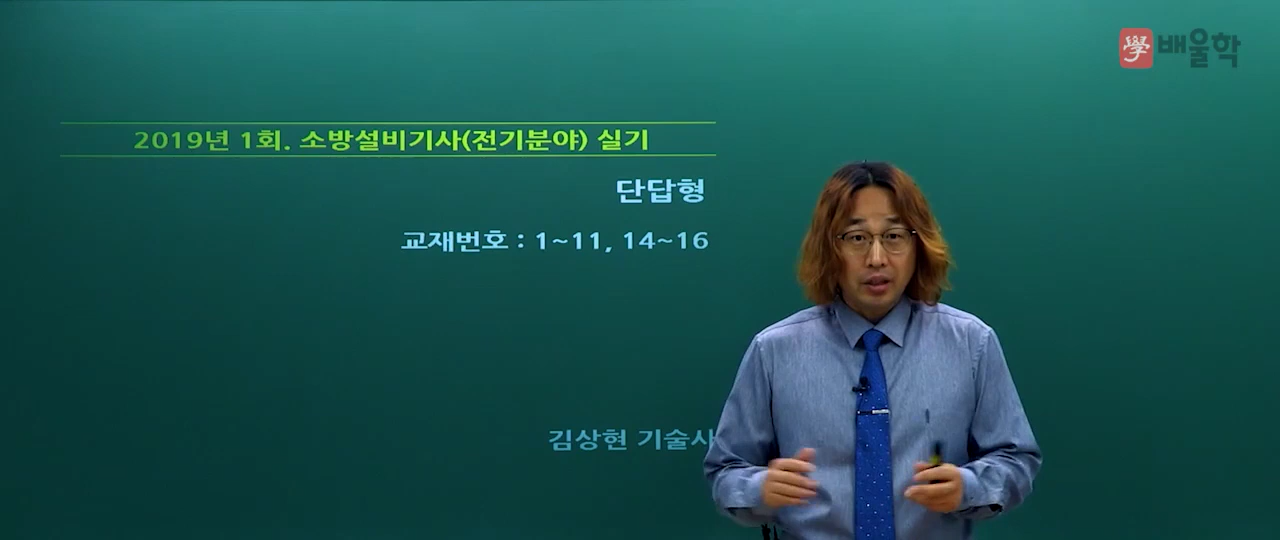 學 배울학
2019년 1회. 소방설비기사(전기분야) 실기
단답형
교재번호 : 1~11, 14~16
김상현 기술사